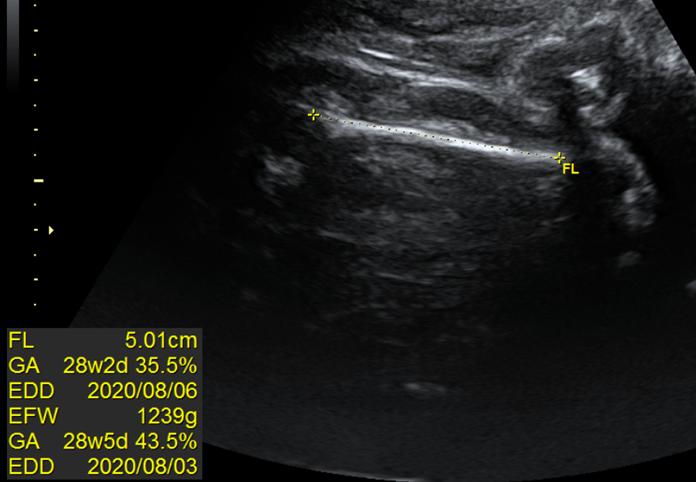 FL
FL 5.01cm
GA 28w2d 35.5%
EDD 2020/08/06
EFW 1239g
GA 28w5d 43.5%
EDD 2020/08/03